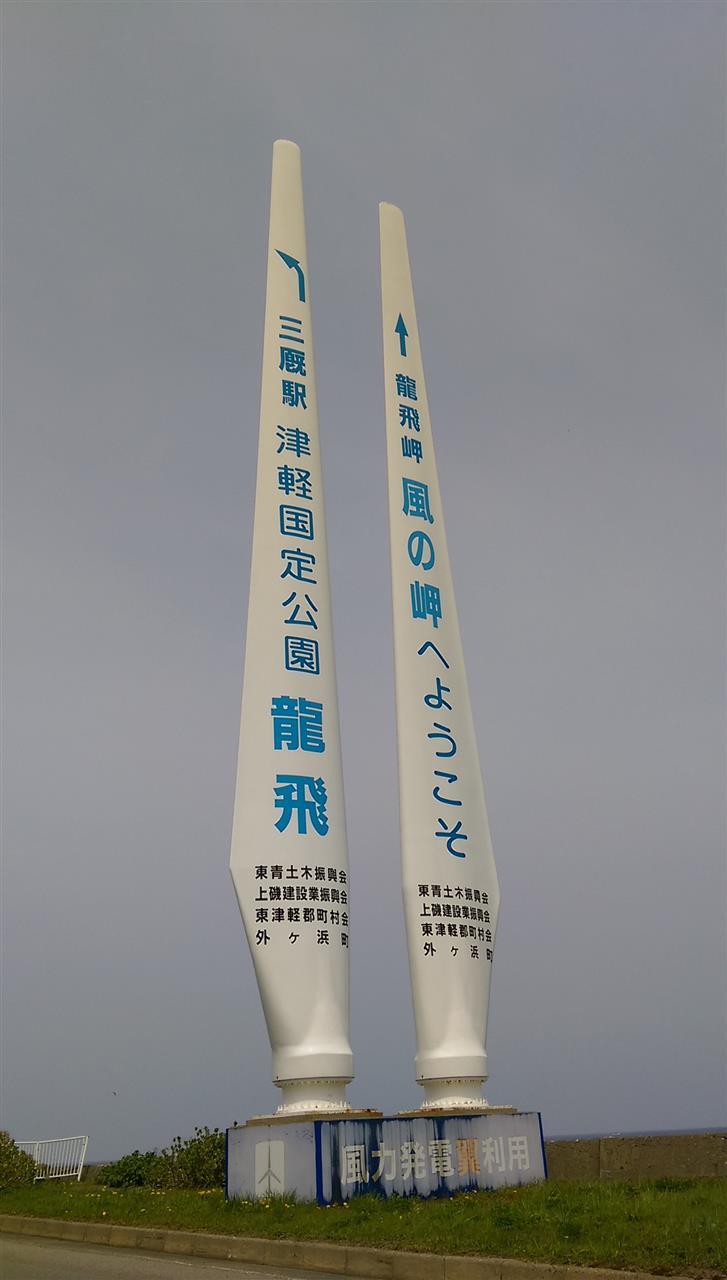 三厩駅
津軽国定公園
龍飛
東青土木振興会
上磯建設業振興会
東津軽郡町村会
外ヶ浜町
龍飛岬
風の岬へようこそ
東青土木振興会
上磯建設業振興会
東津軽郡町村会
外ヶ浜町
風力発電翼利用